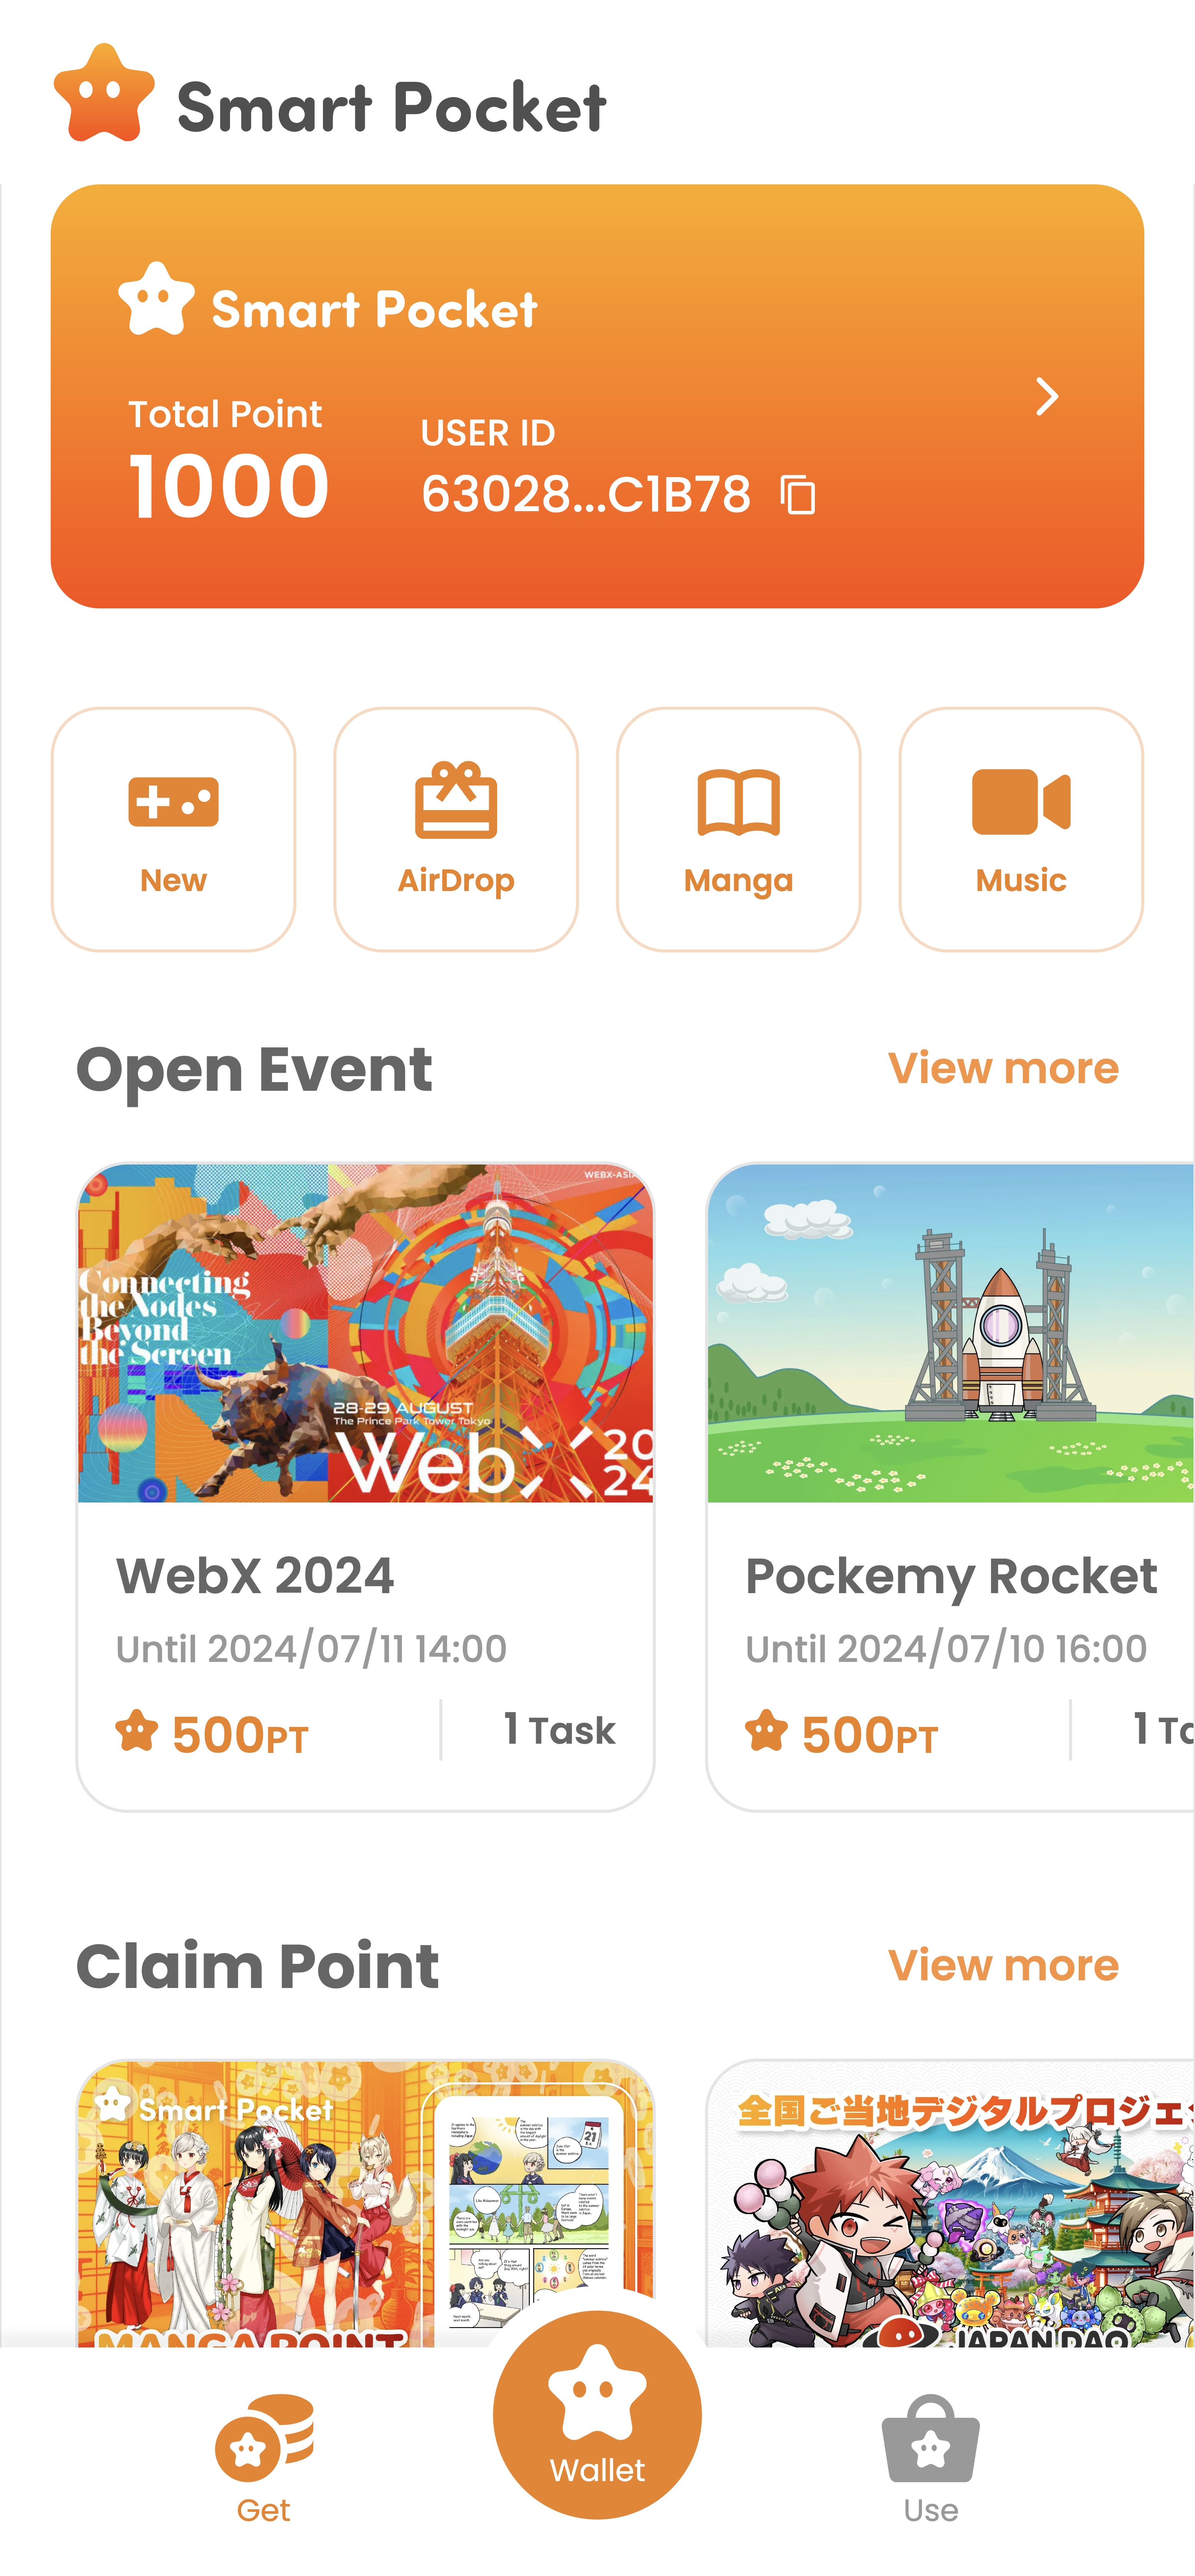 Smart Pocket
Smart Pocket
Total Point
USER ID
1000
63028...C1B78
New
AirDrop
Manga
Music
Open Event
View more
WEBX-ASIA
Connecting
the Nodes
Beyond
the Screen
28-29 AUGUST
The Prince Park Tower Tokyo
WebX 2024
WebX 2024
Until 2024/07/11 14:00
500PT
1 Task
Pockemy Rocket
Until 2024/07/10 16:00
500PT
1 Ta
Claim Point
View more
Smart Pocket
21
MANGA POINT
全国ご当地デジタルプロジェ
JAPAN DAO
Get
Wallet
Use